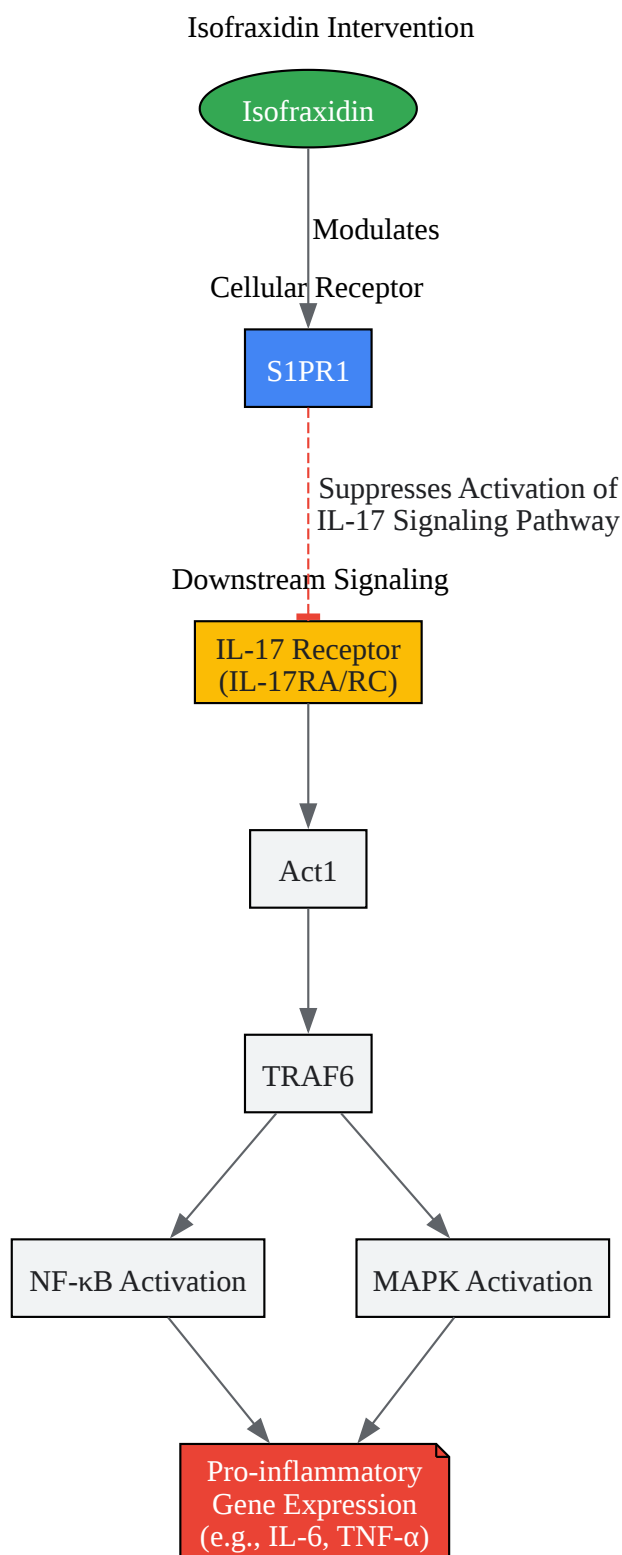 Isofraxidin Intervention
Isofraxidin
Modulates
Cellular Receptor
S1PR1
Suppresses Activation of
IL-17 Signaling Pathway
Downstream Signaling
IL-17 Receptor
(IL-17RA/RC)
Act1
TRAF6
NF-κB Activation
MAPK Activation
Pro-inflammatory
Gene Expression
(e.g., IL-6, TNF-α)